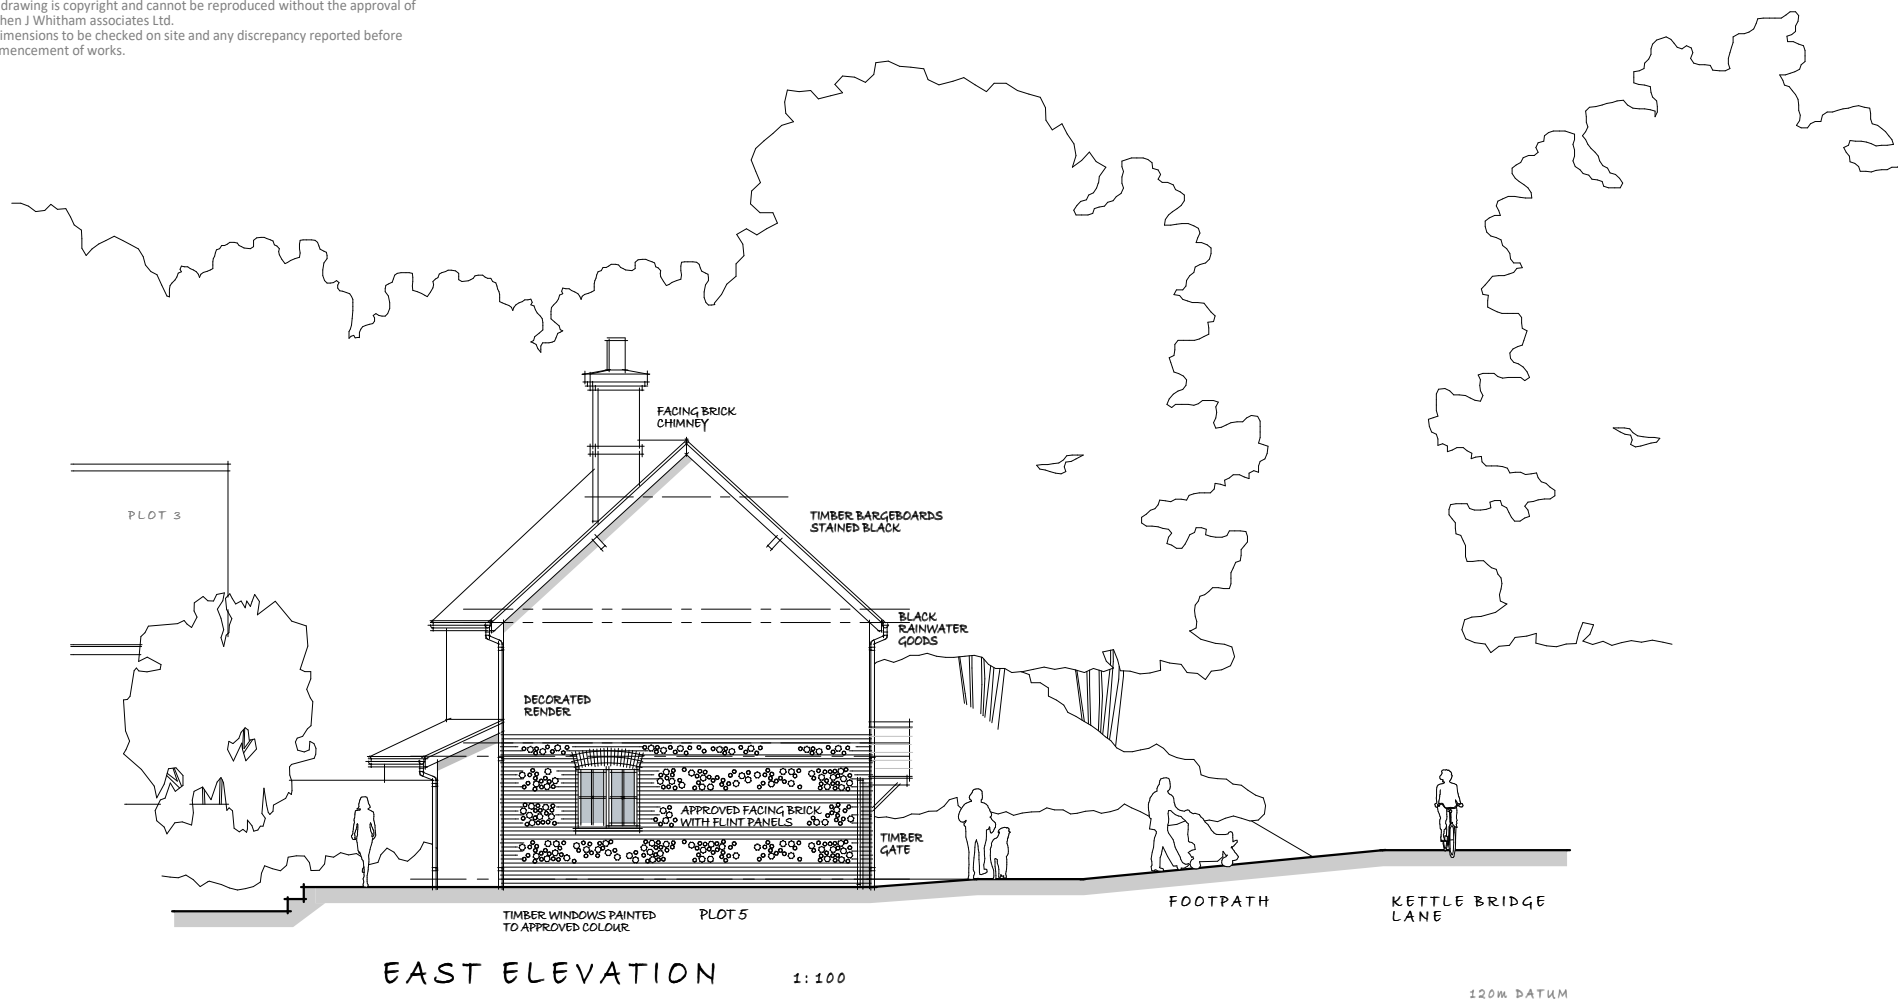 drawing is copyright and cannot be reproduced without the approval of
hen J Whitham associates Ltd.
imensions to be checked on site and any discrepancy reported before
mencement of works.
FACING BRICK
CHIMNEY
PLOT 3
TIMBER BARGEBOARDS
STAINED BLACK
BLACK
RAINWATER
GOODS
DECORATED
RENDER
APPROVED FACING BRICK
WITH FLINT PANELS
TIMBER
GATE
FOOTPATH
KETTLE BRIDGE
LANE
TIMBER WINDOWS PAINTED
TO APPROVED COLOUR
PLOT 5
EAST ELEVATION
1:100
120m DATUM